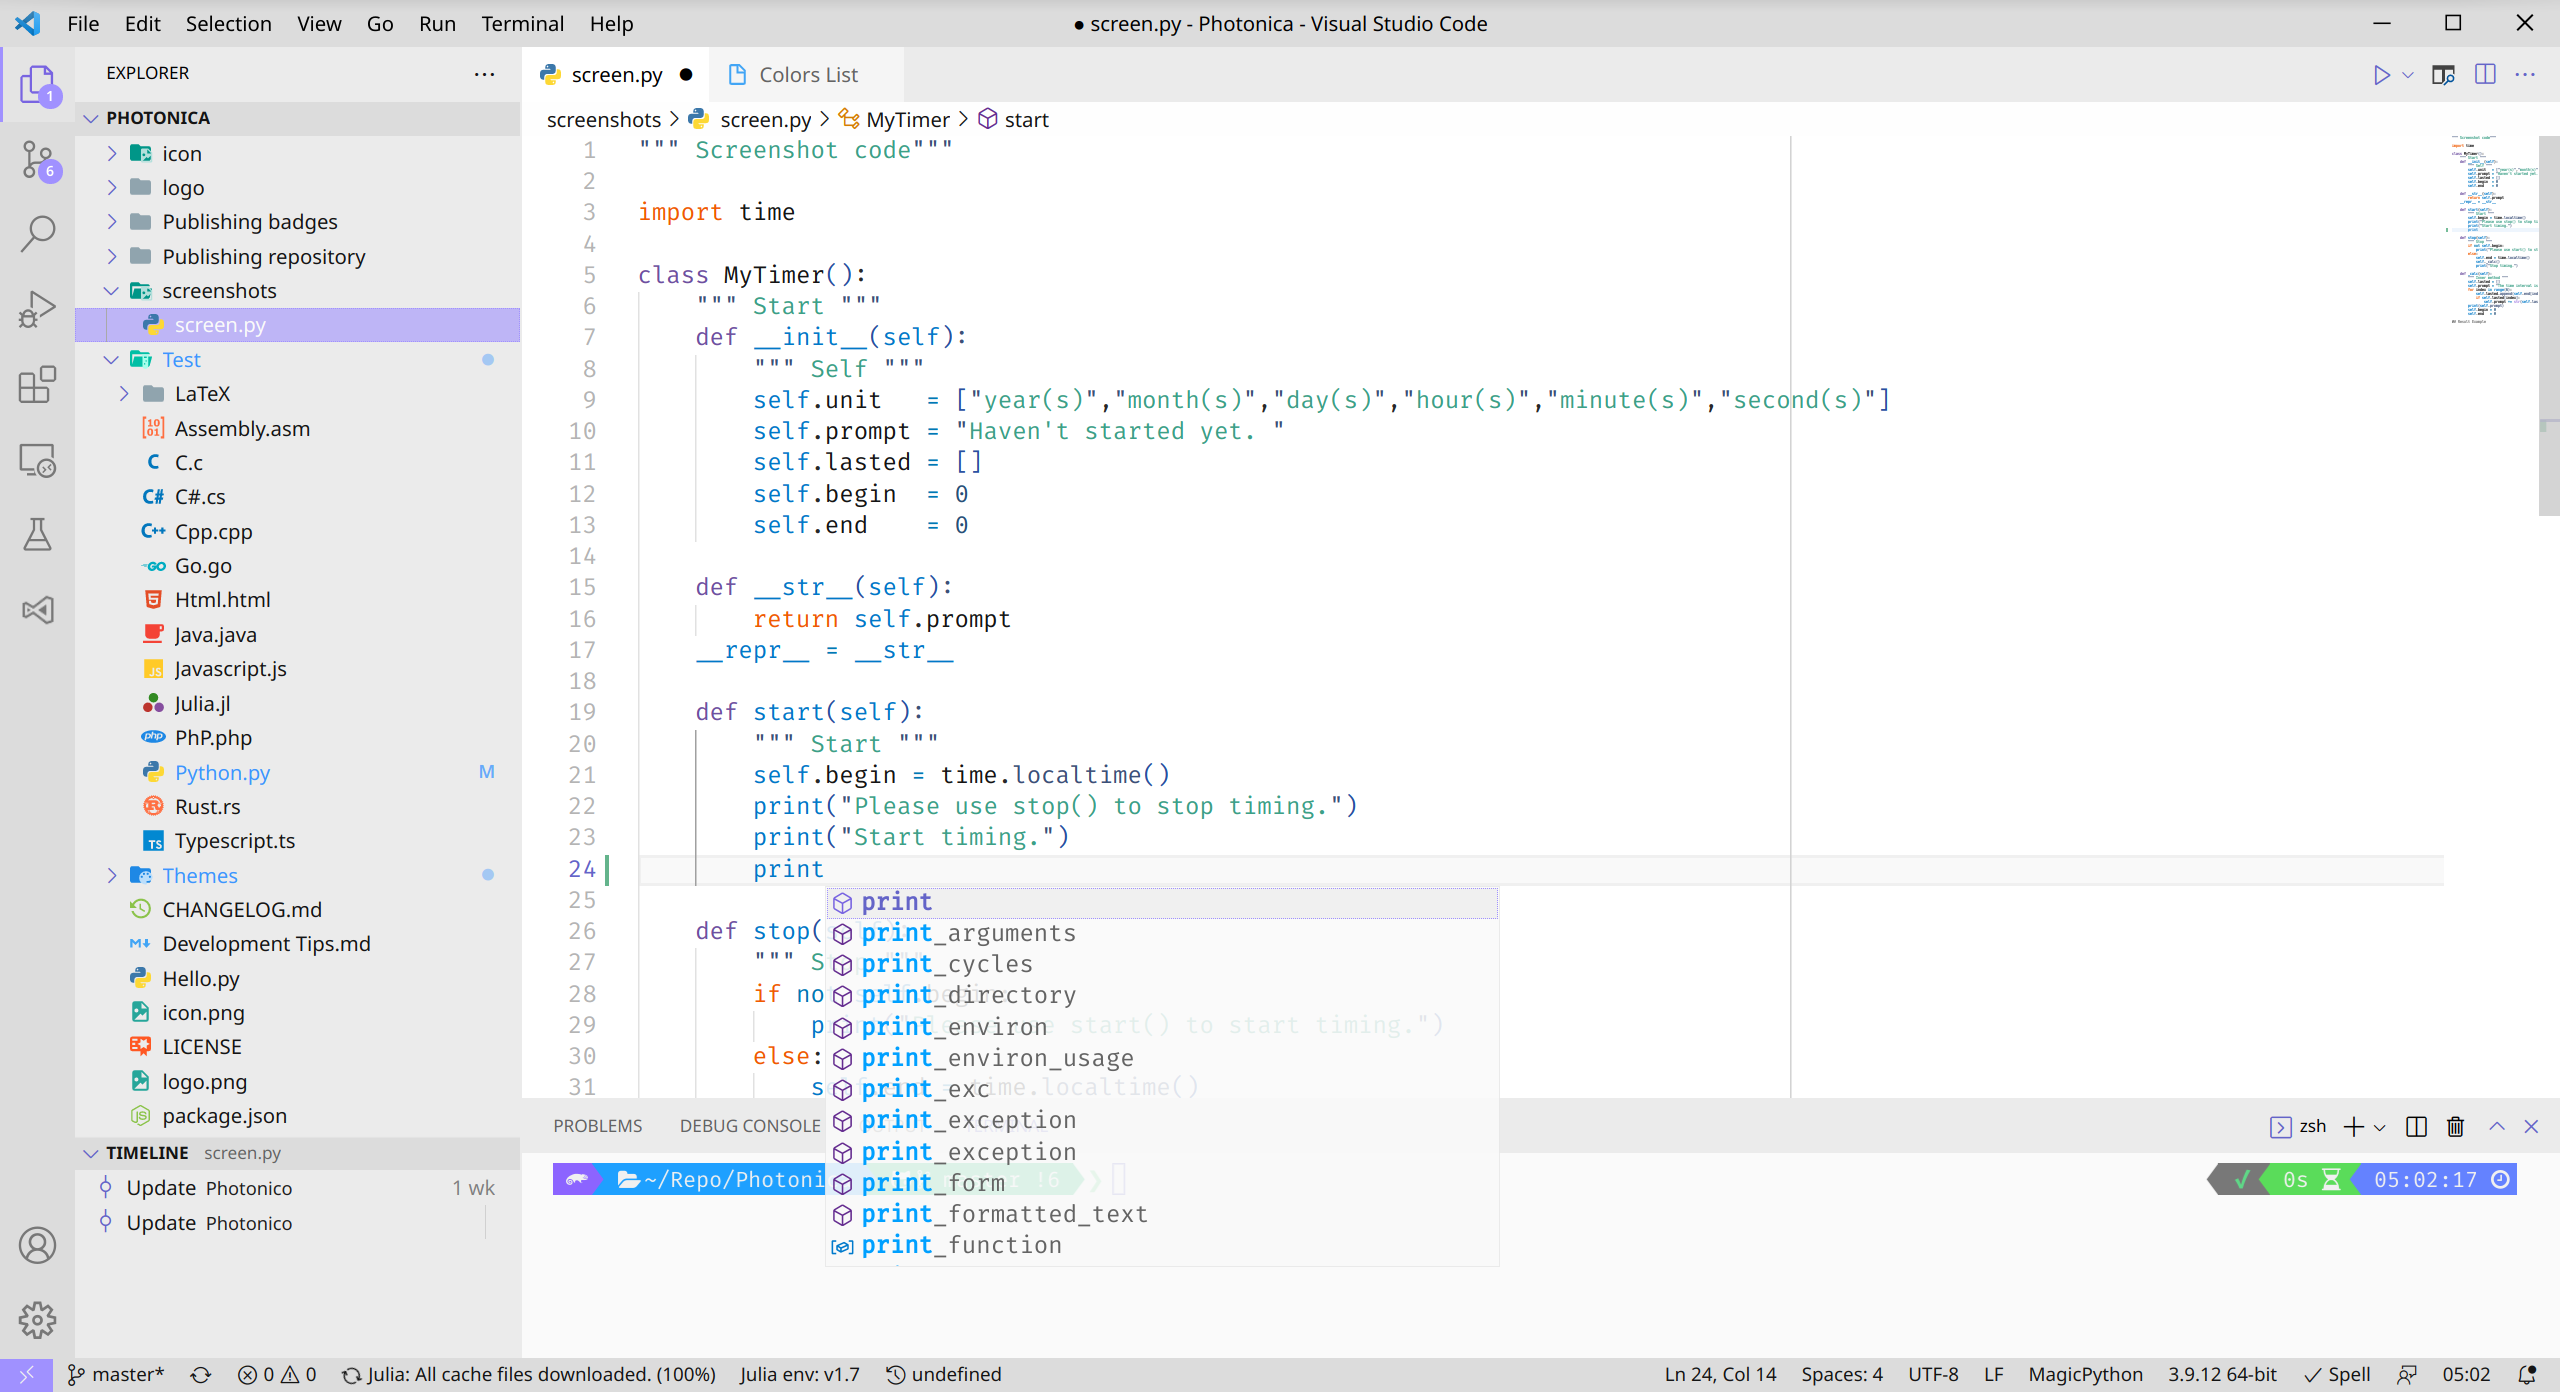 File Edit Selection View Go Run Terminal Help
● screen.py - Photonica - Visual Studio Code
EXPLORER
PHOTONICA
icon
logo
Publishing badges
Publishing repository
screenshots
screen.py
Test
LaTeX
Assembly.asm
C.c
C#.cs
Cpp.cpp
Go.go
Html.html
Java.java
Javascript.js
Julia.jl
PhP.php
Python.py M
Rust.rs
Typescript.ts
Themes
CHANGELOG.md
Development Tips.md
Hello.py
icon.png
LICENSE
logo.png
package.json
TIMELINE screen.py
Update Photonico 1 wk
Update Photonico
1
6
screen.py ● Colors List
screenshots > screen.py > MyTimer > start
1 """ Screenshot code"""
2
3 import time
4
5 class MyTimer():
6 """ Start """
7 def __init__(self):
8 """ Self """
9 self.unit = ["year(s)","month(s)","day(s)","hour(s)","minute(s)","second(s)"]
10 self.prompt = "Haven't started yet. "
11 self.lasted = []
12 self.begin = 0
13 self.end = 0
14
15 def __str__(self):
16 return self.prompt
17 __repr__ = __str__
18
19 def start(self):
20 """ Start """
21 self.begin = time.localtime()
22 print("Please use stop() to stop timing.")
23 print("Start timing.")
24 print
25
26 def stop(
27 """ S
28 if no
29 p start() to start timing.")
30 else:
31 s = time.localtime()
print
print_arguments
print_cycles
print_directory
print_environ
print_environ_usage
print_exc
print_exception
print_exception
print_form
print_formatted_text
print_function
PROBLEMS DEBUG CONSOLE
zsh
~/Repo/Photoni !6
✓ 0s 05:02:17
master* 0 0 Julia: All cache files downloaded. (100%) Julia env: v1.7 undefined
Ln 24, Col 14 Spaces: 4 UTF-8 LF MagicPython 3.9.12 64-bit ✓ Spell 05:02